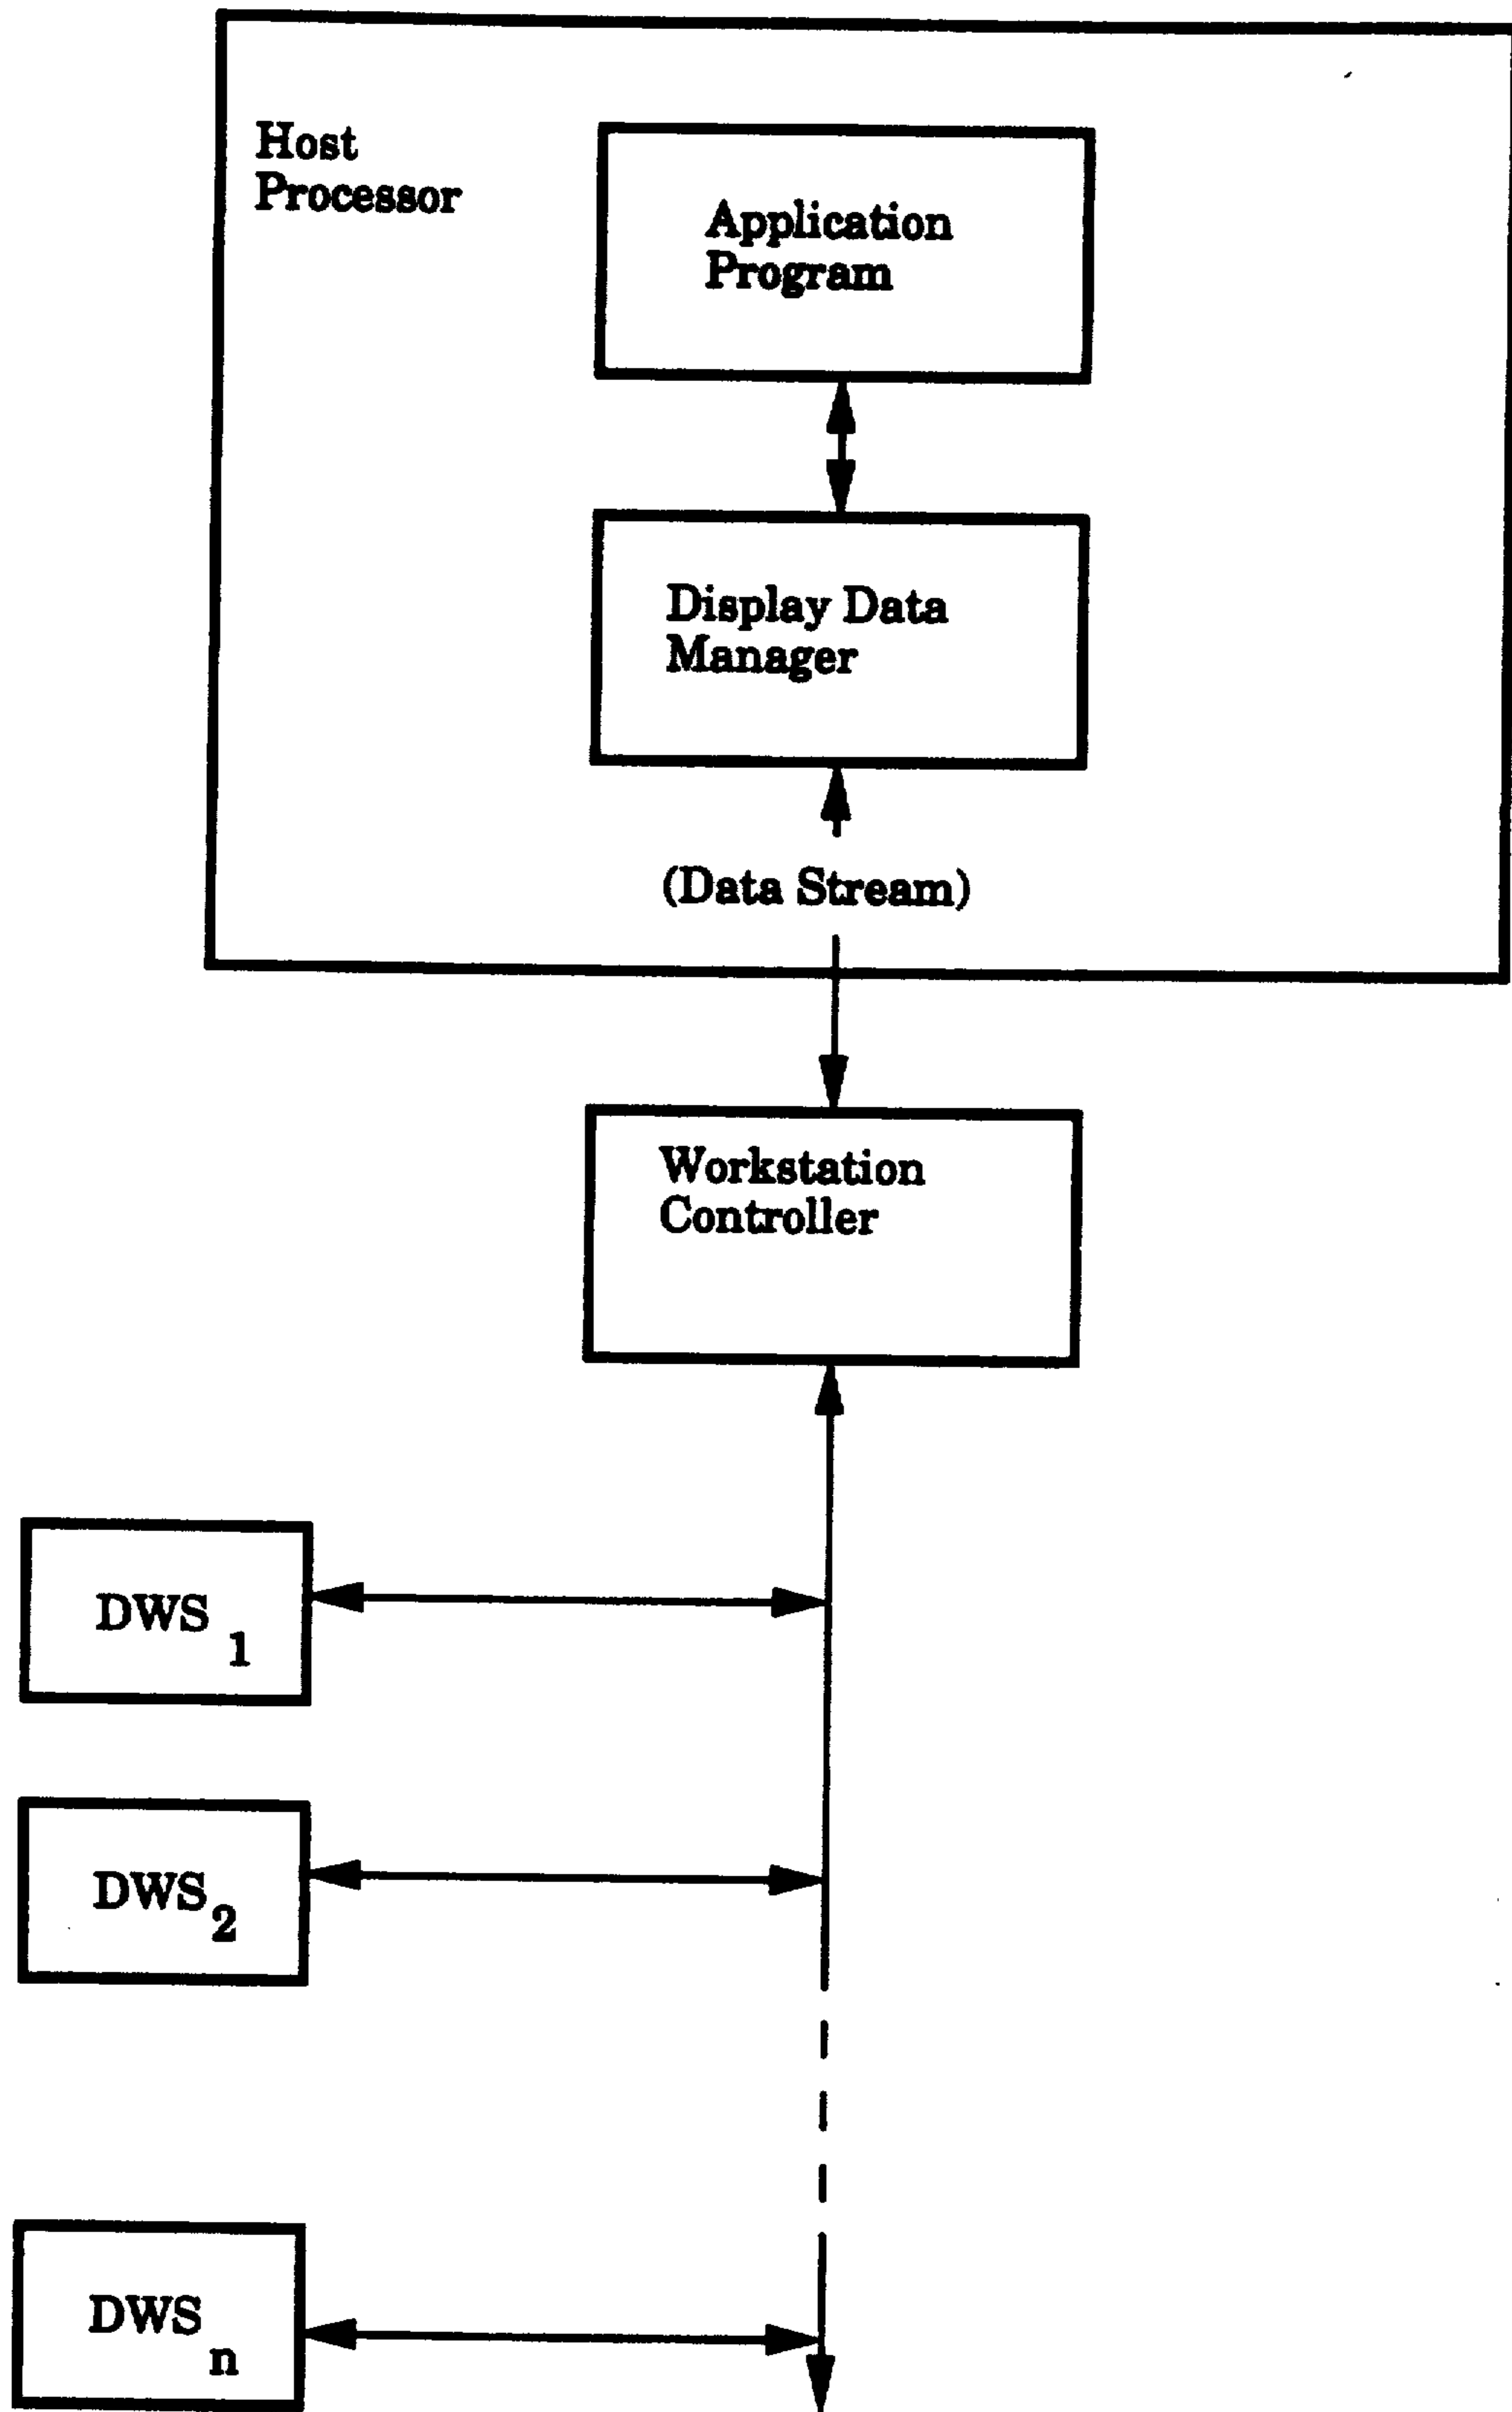 Host
Processor
Application
Program
Display Data
Manager
(Data Stream)
Workstation
Controller
DWS 1
DWS 2
DWS n